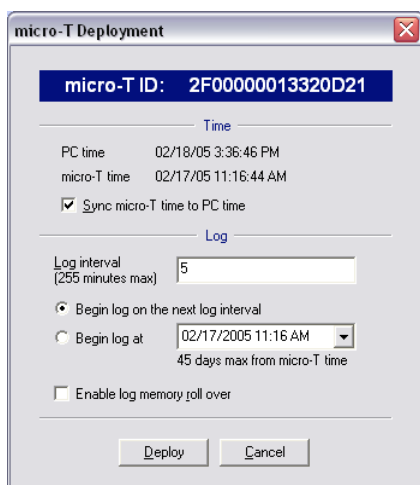 micro-T Deployment
micro-T ID: 2F00000013320D21
Time
PC time 02/18/05 3:36:46 PM
micro-T time 02/17/05 11:16:44 AM
Sync micro-T time to PC time
Log
Log interval
(255 minutes max)
5
Begin log on the next log interval
Begin log at 02/17/2005 11:16 AM
45 days max from micro-T time
Enable log memory roll over
Deploy Cancel